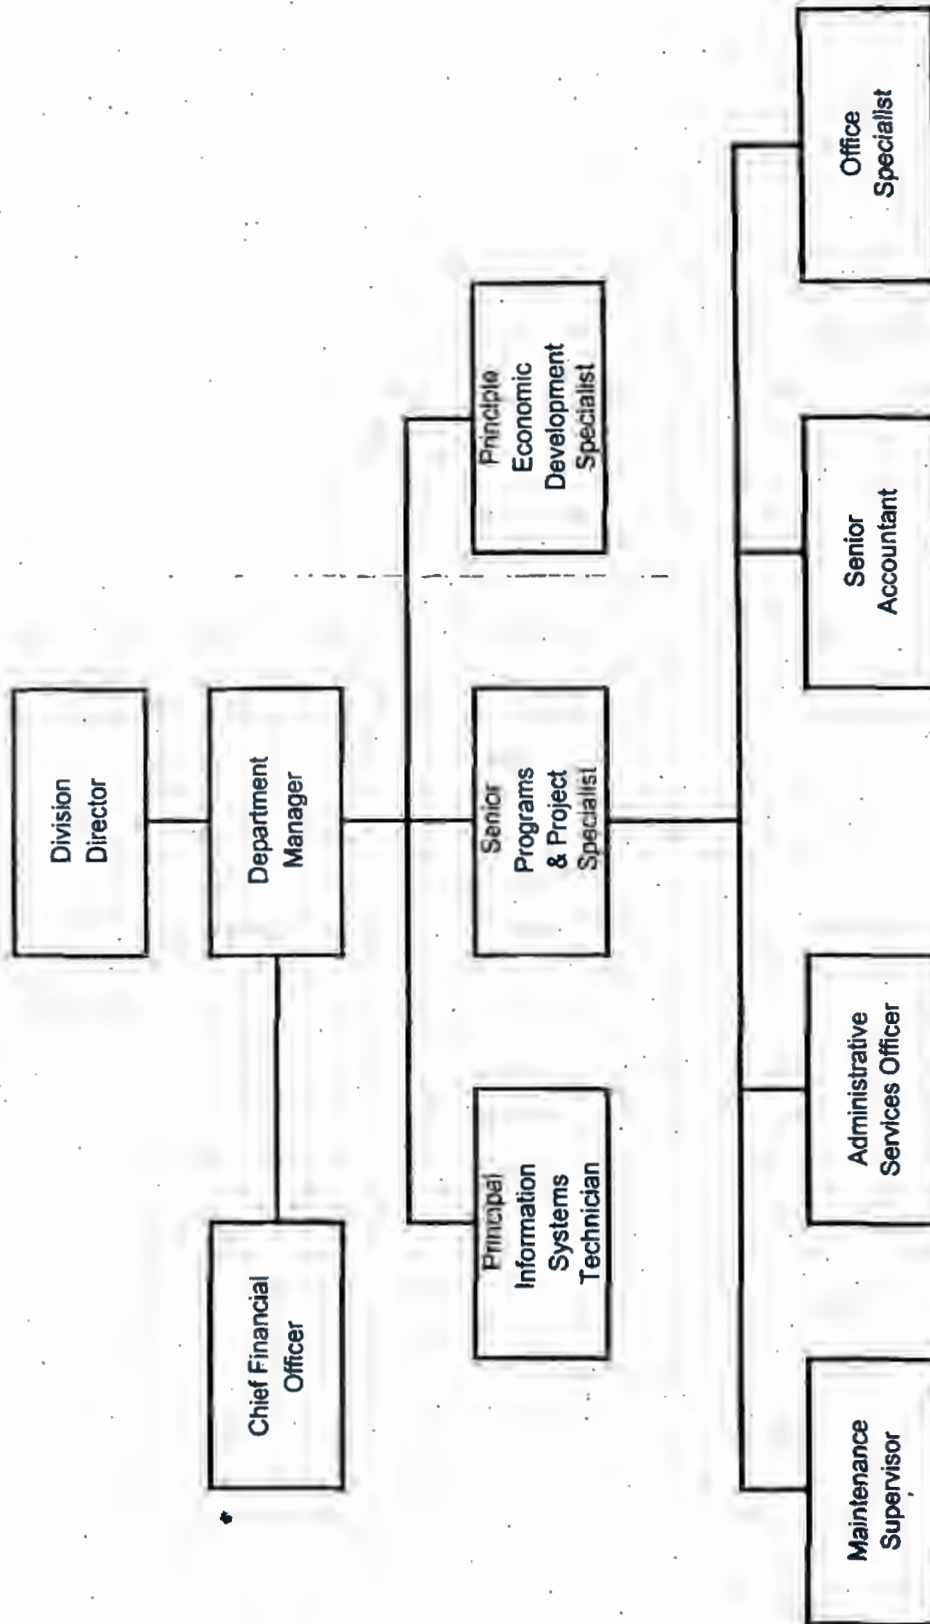 Division
Director
Department
Manager
Chief Financial
Officer
Principal
Information
Systems
Technician
Senior
Programs
& Project
Specialist
Principle
Economic
Development
Specialist
Maintenance
Supervisor
Administrative
Services Officer
Senior
Accountant
Office
Specialist